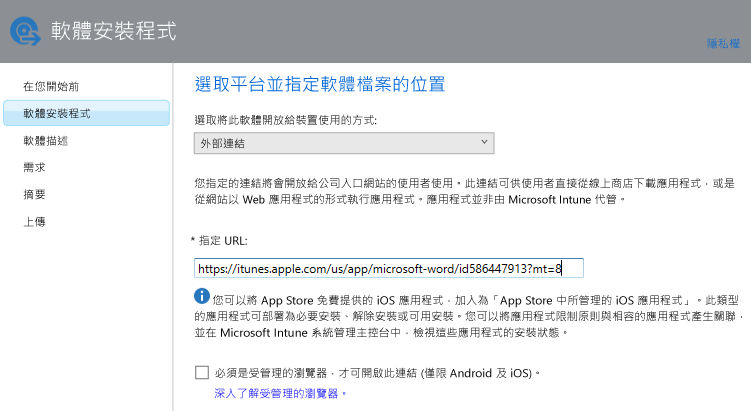 軟體安裝程式
隱私權
在您開始前
軟體安裝程式
軟體描述
需求
摘要
上傳
選取平台並指定軟體檔案的位置
選取將此軟體開放給裝置使用的方式:
外部連結
您指定的連結將會開放給公司入口網站的使用者使用。此連結可供使用者直接從線上商店下載應用程式，或是
從網站以 Web 應用程式的形式執行應用程式。應用程式並非由 Microsoft Intune 代管。
* 指定 URL:
https://itunes.apple.com/us/app/microsoft-word/id586447913?mt=8
您可以將 App Store 免費提供的 iOS 應用程式，加入為「App Store 中所管理的 iOS 應用程式」。此類型
的應用程式可部署為必要安裝、解除安裝或可用安裝。您可以將應用程式限制原則與相容的應用程式產生關聯，
並在 Microsoft Intune 系統管理主控台中，檢視這些應用程式的安裝狀態。
必須是受管理的瀏覽器，才可開啟此連結 (僅限 Android 及 iOS)。
深入了解受管理的瀏覽器。